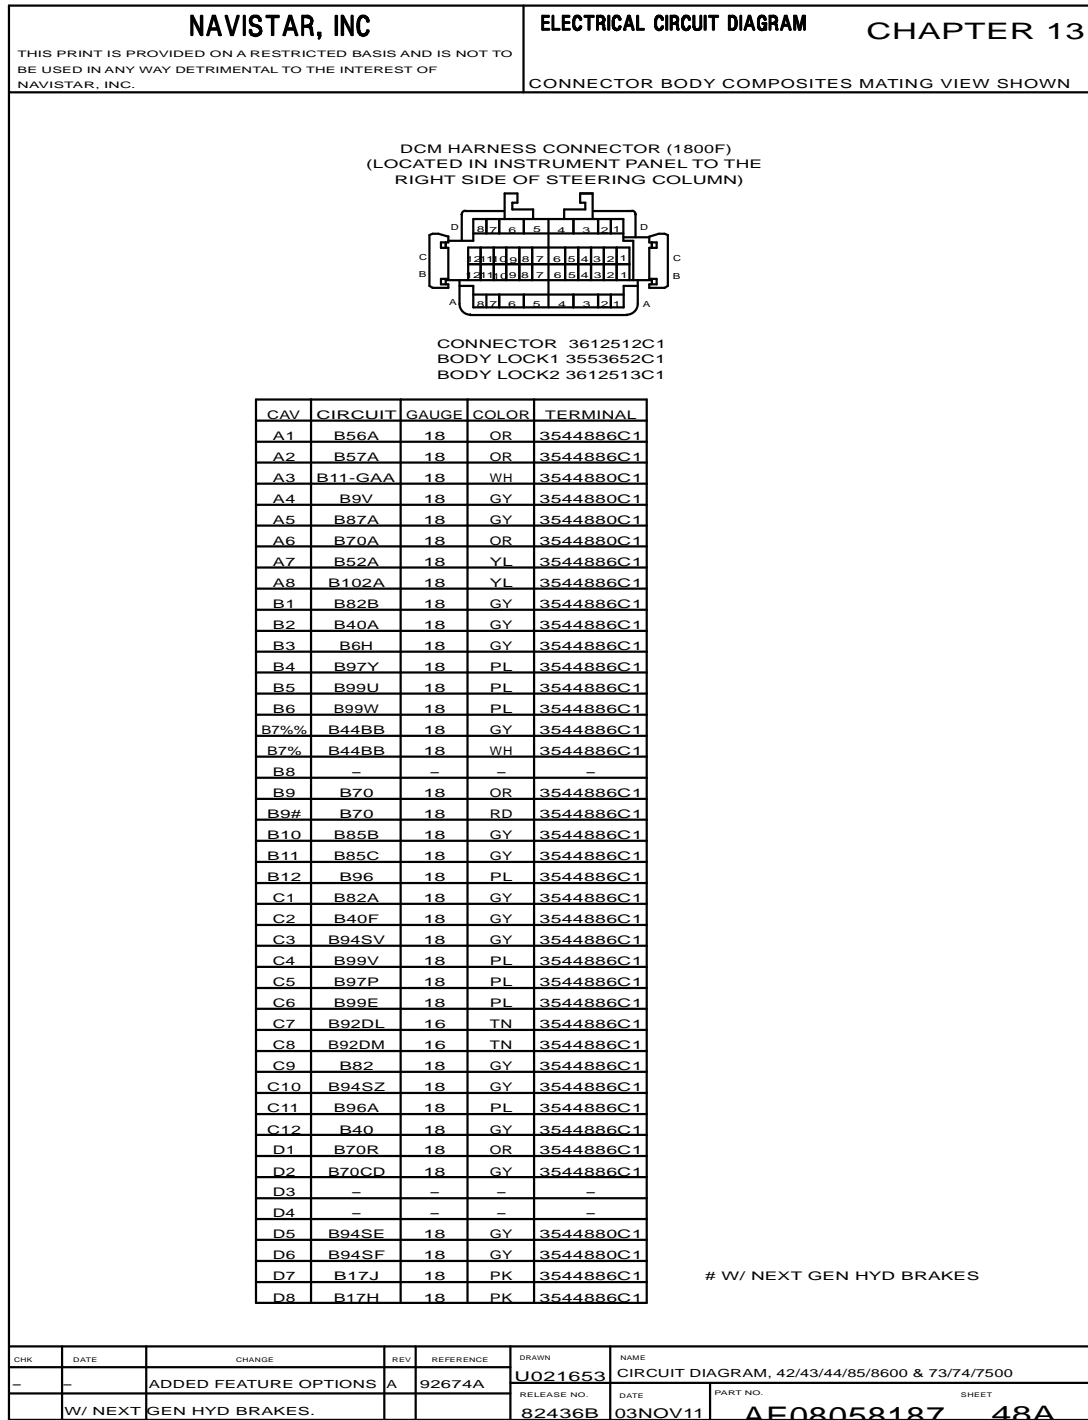 NAVISTAR, INC
THIS PRINT IS PROVIDED ON A RESTRICTED BASIS AND IS NOT TO
BE USED IN ANY WAY DETRIMENTAL TO THE INTEREST OF
NAVISTAR, INC.
ELECTRICAL CIRCUIT DIAGRAM
CHAPTER 13
CONNECTOR BODY COMPOSITES MATING VIEW SHOWN
DCM HARNESS CONNECTOR (1800F)
(LOCATED IN INSTRUMENT PANEL TO THE
RIGHT SIDE OF STEERING COLUMN)
D 8 7 6 5 4 3 2 1 D
C 12 11 10 9 8 7 6 5 4 3 2 1 C
B 12 11 10 9 8 7 6 5 4 3 2 1 B
A 8 7 6 5 4 3 2 1 A
CONNECTOR 3612512C1
BODY LOCK1 3553652C1
BODY LOCK2 3612513C1
CAV CIRCUIT GAUGE COLOR TERMINAL
A1 B56A 18 OR 3544886C1
A2 B57A 18 OR 3544886C1
A3 B11-GAA 18 WH 3544880C1
A4 B9V 18 GY 3544880C1
A5 B87A 18 GY 3544880C1
A6 B70A 18 OR 3544880C1
A7 B52A 18 YL 3544886C1
A8 B102A 18 YL 3544886C1
B1 B82B 18 GY 3544886C1
B2 B40A 18 GY 3544886C1
B3 B6H 18 GY 3544886C1
B4 B97Y 18 PL 3544886C1
B5 B99U 18 PL 3544886C1
B6 B99W 18 PL 3544886C1
B7%% B44BB 18 GY 3544886C1
B7% B44BB 18 WH 3544886C1
B8 – – – –
B9 B70 18 OR 3544886C1
B9# B70 18 RD 3544886C1
B10 B85B 18 GY 3544886C1
B11 B85C 18 GY 3544886C1
B12 B96 18 PL 3544886C1
C1 B82A 18 GY 3544886C1
C2 B40F 18 GY 3544886C1
C3 B94SV 18 GY 3544886C1
C4 B99V 18 PL 3544886C1
C5 B97P 18 PL 3544886C1
C6 B99E 18 PL 3544886C1
C7 B92DL 16 TN 3544886C1
C8 B92DM 16 TN 3544886C1
C9 B82 18 GY 3544886C1
C10 B94SZ 18 GY 3544886C1
C11 B96A 18 PL 3544886C1
C12 B40 18 GY 3544886C1
D1 B70R 18 OR 3544886C1
D2 B70CD 18 GY 3544886C1
D3 – – – –
D4 – – – –
D5 B94SE 18 GY 3544880C1
D6 B94SF 18 GY 3544880C1
D7 B17J 18 PK 3544886C1
D8 B17H 18 PK 3544886C1
# W/ NEXT GEN HYD BRAKES
CHK DATE CHANGE REV REFERENCE DRAWN NAME
– – ADDED FEATURE OPTIONS A 92674A U021653 CIRCUIT DIAGRAM, 42/43/44/85/8600 & 73/74/7500
RELEASE NO. DATE PART NO. SHEET
W/ NEXT GEN HYD BRAKES. 82436B 03NOV11 AE08058187 48A